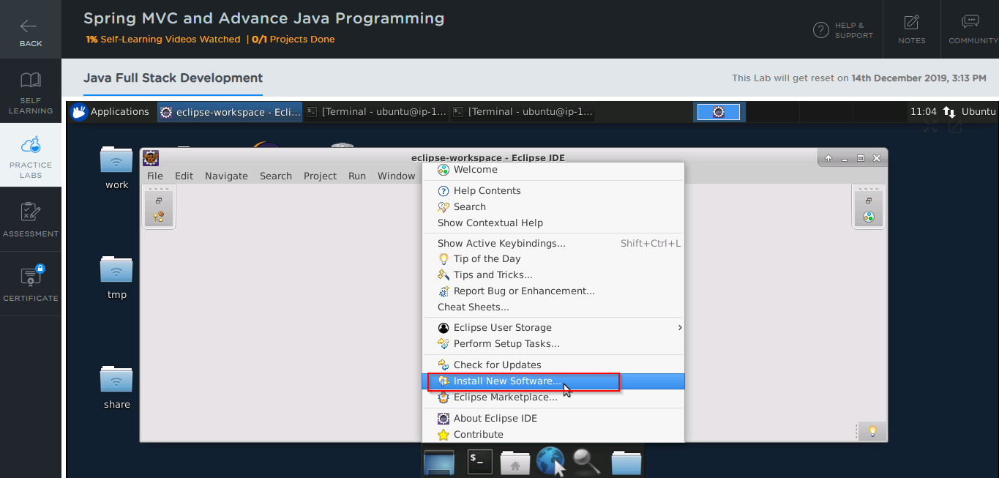 Spring MVC and Advance Java Programming
1% Self-Learning Videos Watched | 0/1 Projects Done
BACK
HELP &
SUPPORT
NOTES
COMMUNITY
Java Full Stack Development
This Lab will get reset on 14th December 2019, 3:13 PM
SELF
LEARNING
PRACTICE
LABS
ASSESSMENT
CERTIFICATE
Applications
eclipse-workspace - Ecli...
[Terminal - ubuntu@ip-1...
[Terminal - ubuntu@ip-1...
11:04
Ubuntu
work
tmp
share
eclipse-workspace - Eclipse IDE
File Edit Navigate Search Project Run Window
Welcome
Help Contents
Search
Show Contextual Help
Show Active Keybindings... Shift+Ctrl+L
Tip of the Day
Tips and Tricks...
Report Bug or Enhancement...
Cheat Sheets...
Eclipse User Storage
Perform Setup Tasks...
Check for Updates
Install New Software...
Eclipse Marketplace...
About Eclipse IDE
Contribute
$_